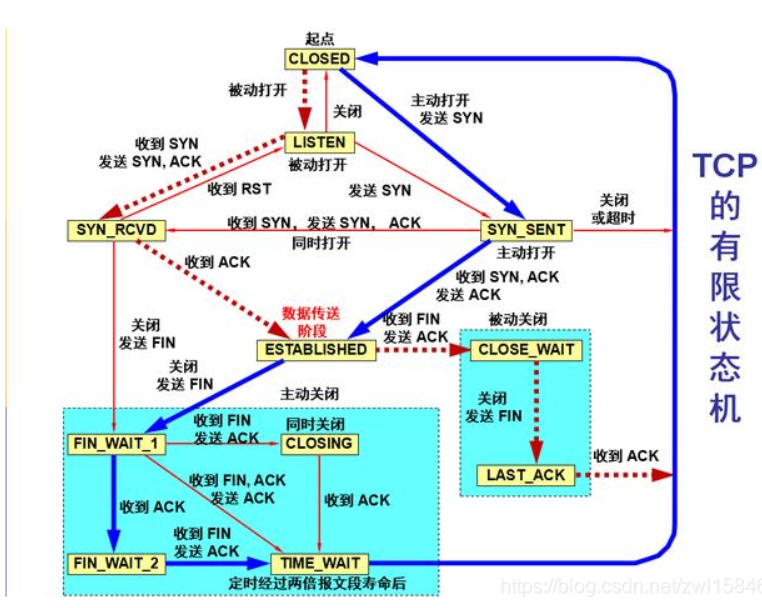 起点
CLOSED
被动打开
关闭
主动打开
发送 SYN
LISTEN
被动打开
收到 SYN
发送 SYN, ACK
收到 RST
发送 SYN
TCP
的
有
限
状
态
机
关闭
或超时
SYN_RCVD
收到 SYN，发送 SYN， ACK
同时打开
SYN_SENT
主动打开
收到 ACK
收到 SYN, ACK
发送 ACK
数据传送
阶段
关闭
发送 FIN
ESTABLISHED
收到 FIN
发送 ACK
被动关闭
CLOSE_WAIT
关闭
发送 FIN
主动关闭
关闭
发送 FIN
LAST_ACK
收到 ACK
FIN_WAIT_1
收到 FIN
发送 ACK
同时关闭
CLOSING
收到 FIN, ACK
发送 ACK
收到 ACK
收到 ACK
收到 FIN
发送 ACK
FIN_WAIT_2
TIME_WAIT
定时经过两倍报文段寿命后
https://blog.csdn.net/zwl15846